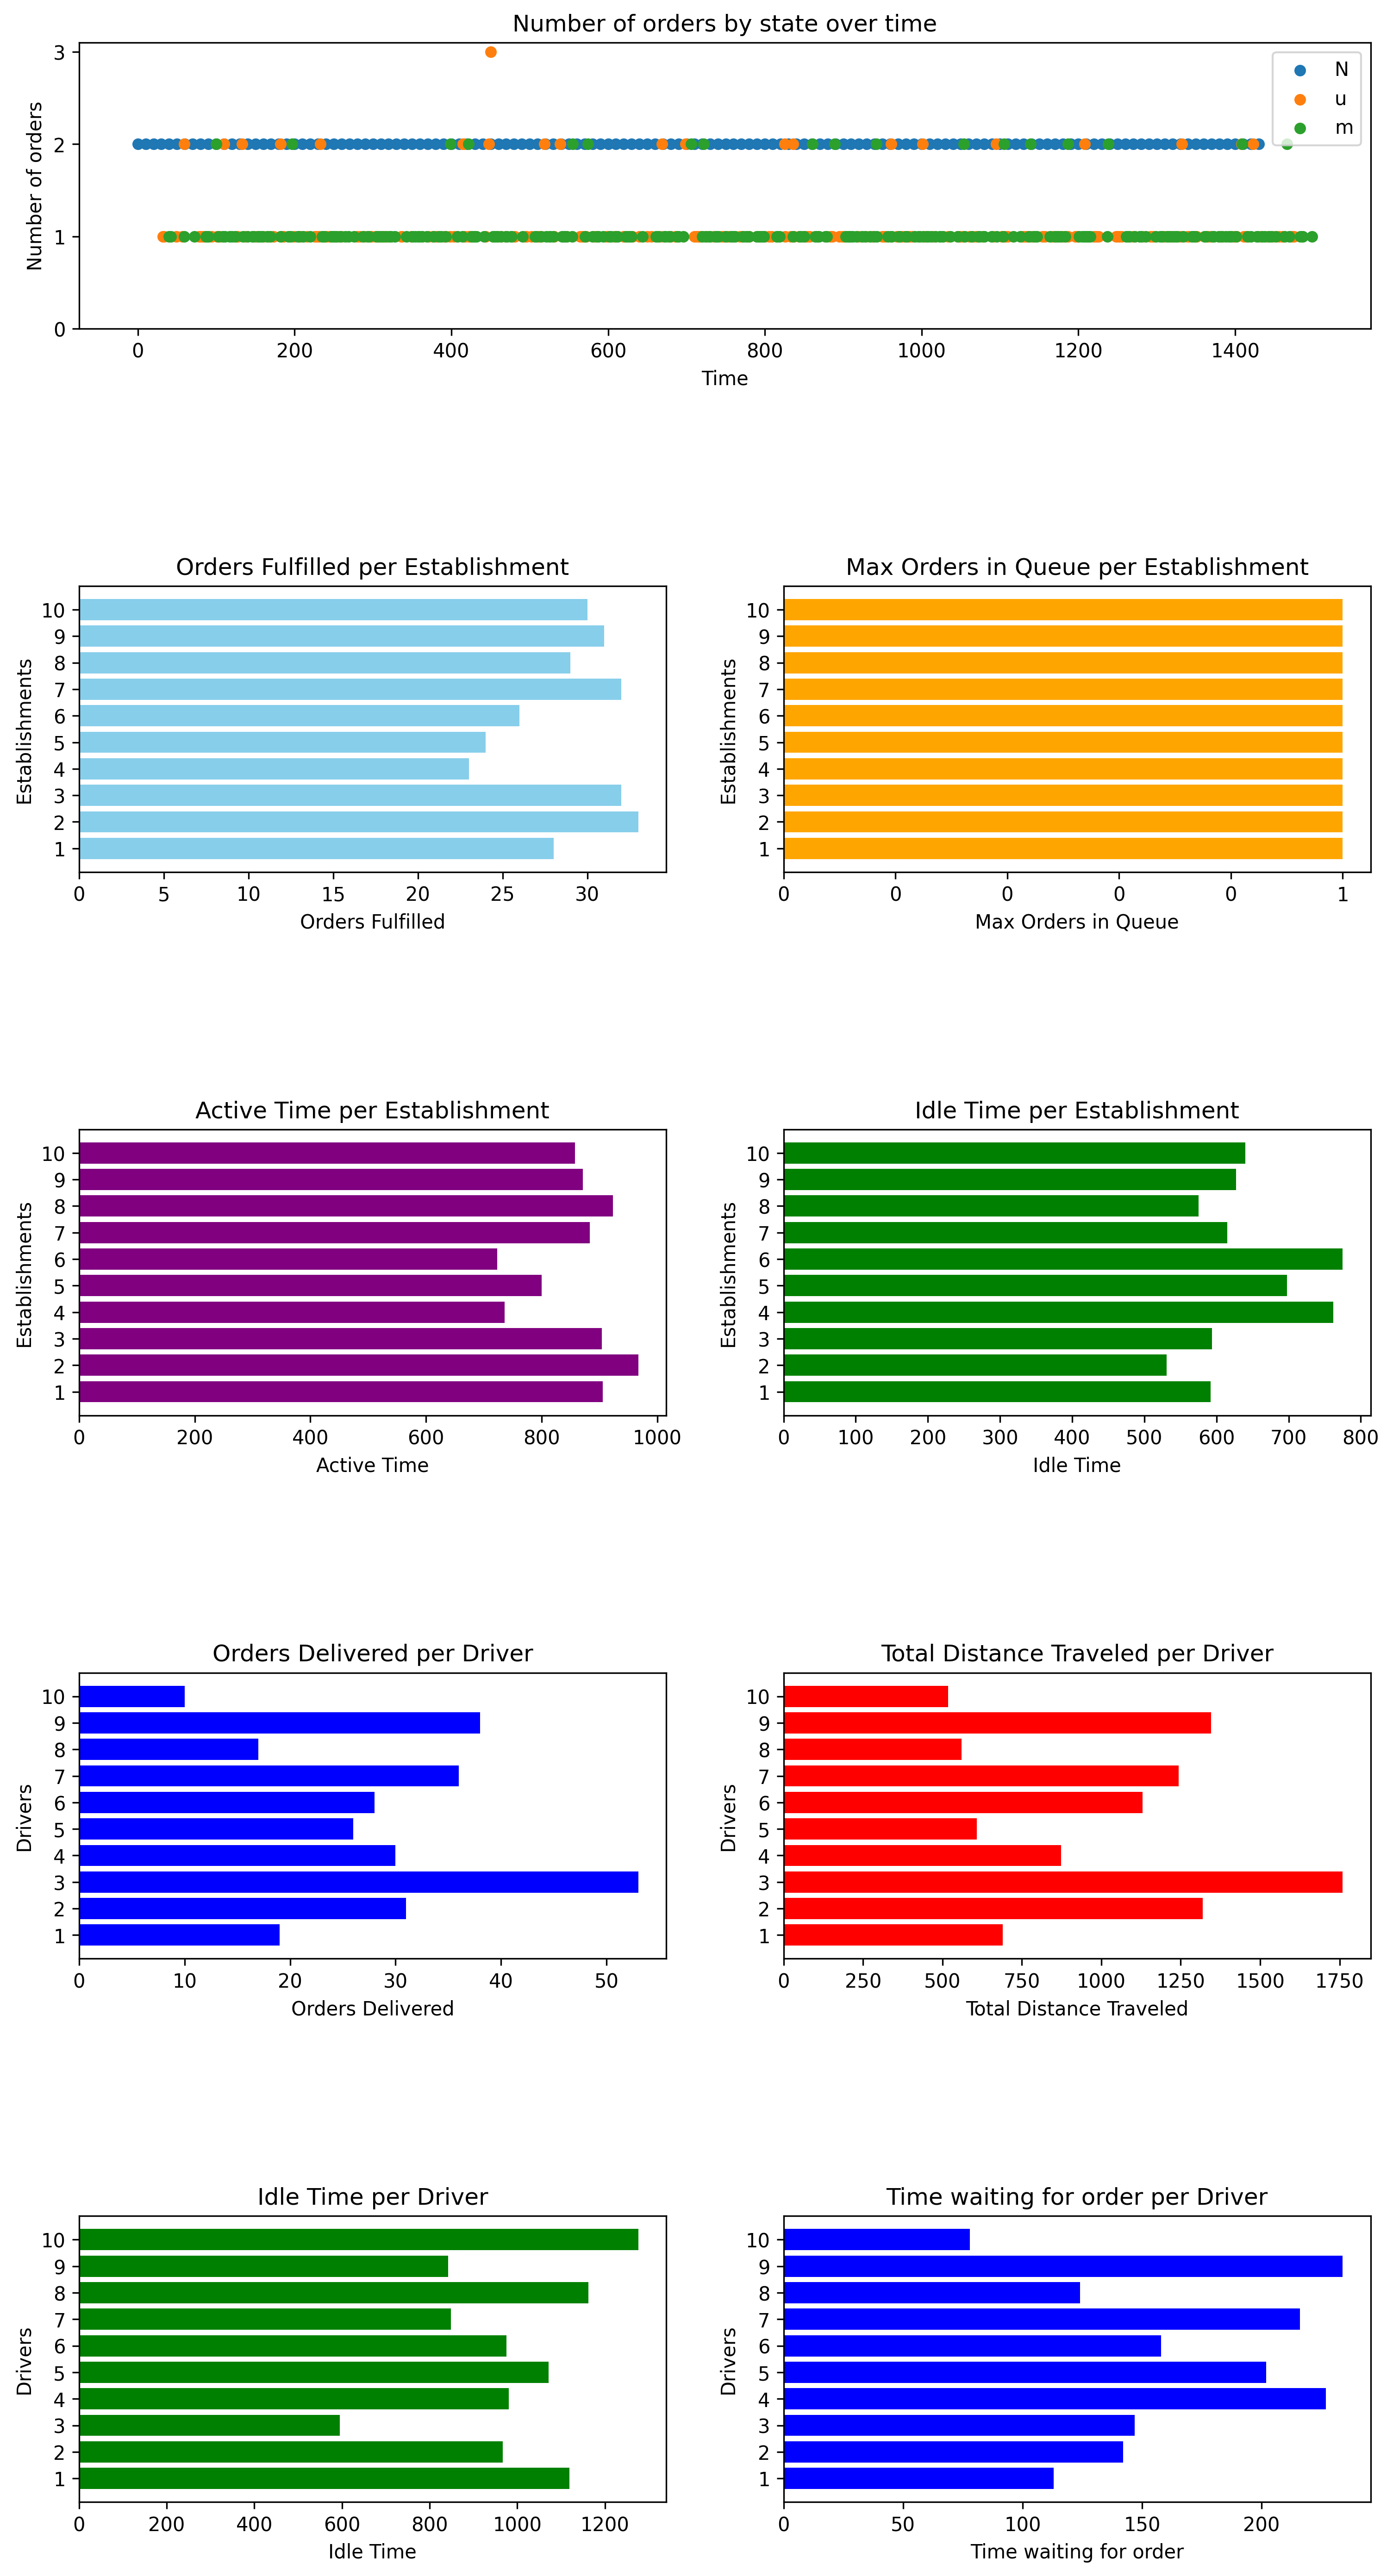 Number of orders by state over time
Number of orders
3
2
1
0
N
u
m
0 200 400 600 800 1000 1200 1400
Time
Orders Fulfilled per Establishment
Establishments
10
9
8
7
6
5
4
3
2
1
0 5 10 15 20 25 30
Orders Fulfilled
Max Orders in Queue per Establishment
Establishments
10
9
8
7
6
5
4
3
2
1
0 0 0 0 0 1
Max Orders in Queue
Active Time per Establishment
Establishments
10
9
8
7
6
5
4
3
2
1
0 200 400 600 800 1000
Active Time
Idle Time per Establishment
Establishments
10
9
8
7
6
5
4
3
2
1
0 100 200 300 400 500 600 700 800
Idle Time
Orders Delivered per Driver
Drivers
10
9
8
7
6
5
4
3
2
1
0 10 20 30 40 50
Orders Delivered
Total Distance Traveled per Driver
Drivers
10
9
8
7
6
5
4
3
2
1
0 250 500 750 1000 1250 1500 1750
Total Distance Traveled
Idle Time per Driver
Drivers
10
9
8
7
6
5
4
3
2
1
0 200 400 600 800 1000 1200
Idle Time
Time waiting for order per Driver
Drivers
10
9
8
7
6
5
4
3
2
1
0 50 100 150 200
Time waiting for order